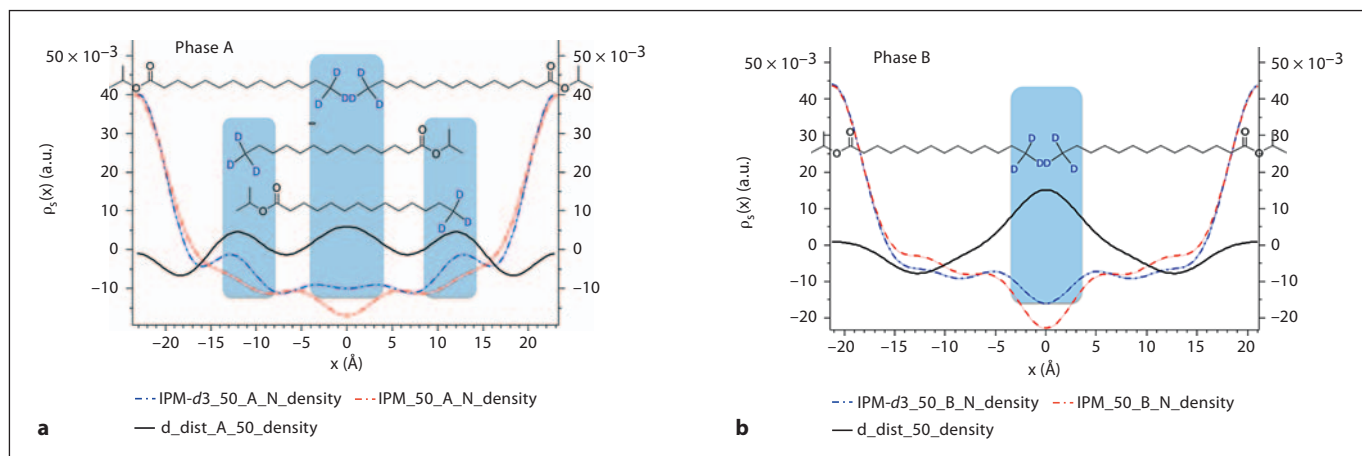 Phase A
50 × 10⁻³
50 × 10⁻³
40
40
30
30
20
20
10
10
0
0
−10
−10
ρs(x) (a.u.)
O
O
D
D
D
D
D
D
O
O
D
D
D
O
O
O
O
D
D
D
−20
−15
−10
−5
0
5
10
15
20
x (Å)
IPM-d3_50_A_N_density
IPM_50_A_N_density
d_dist_A_50_density
a
Phase B
50 × 10⁻³
50 × 10⁻³
40
40
30
30
20
20
10
10
0
0
−10
−10
−20
−20
ρs(x) (a.u.)
O
O
D
D
D
D
D
D
O
O
−20
−15
−10
−5
0
5
10
15
20
x (Å)
IPM-d3_50_B_N_density
IPM_50_B_N_density
d_dist_50_density
b